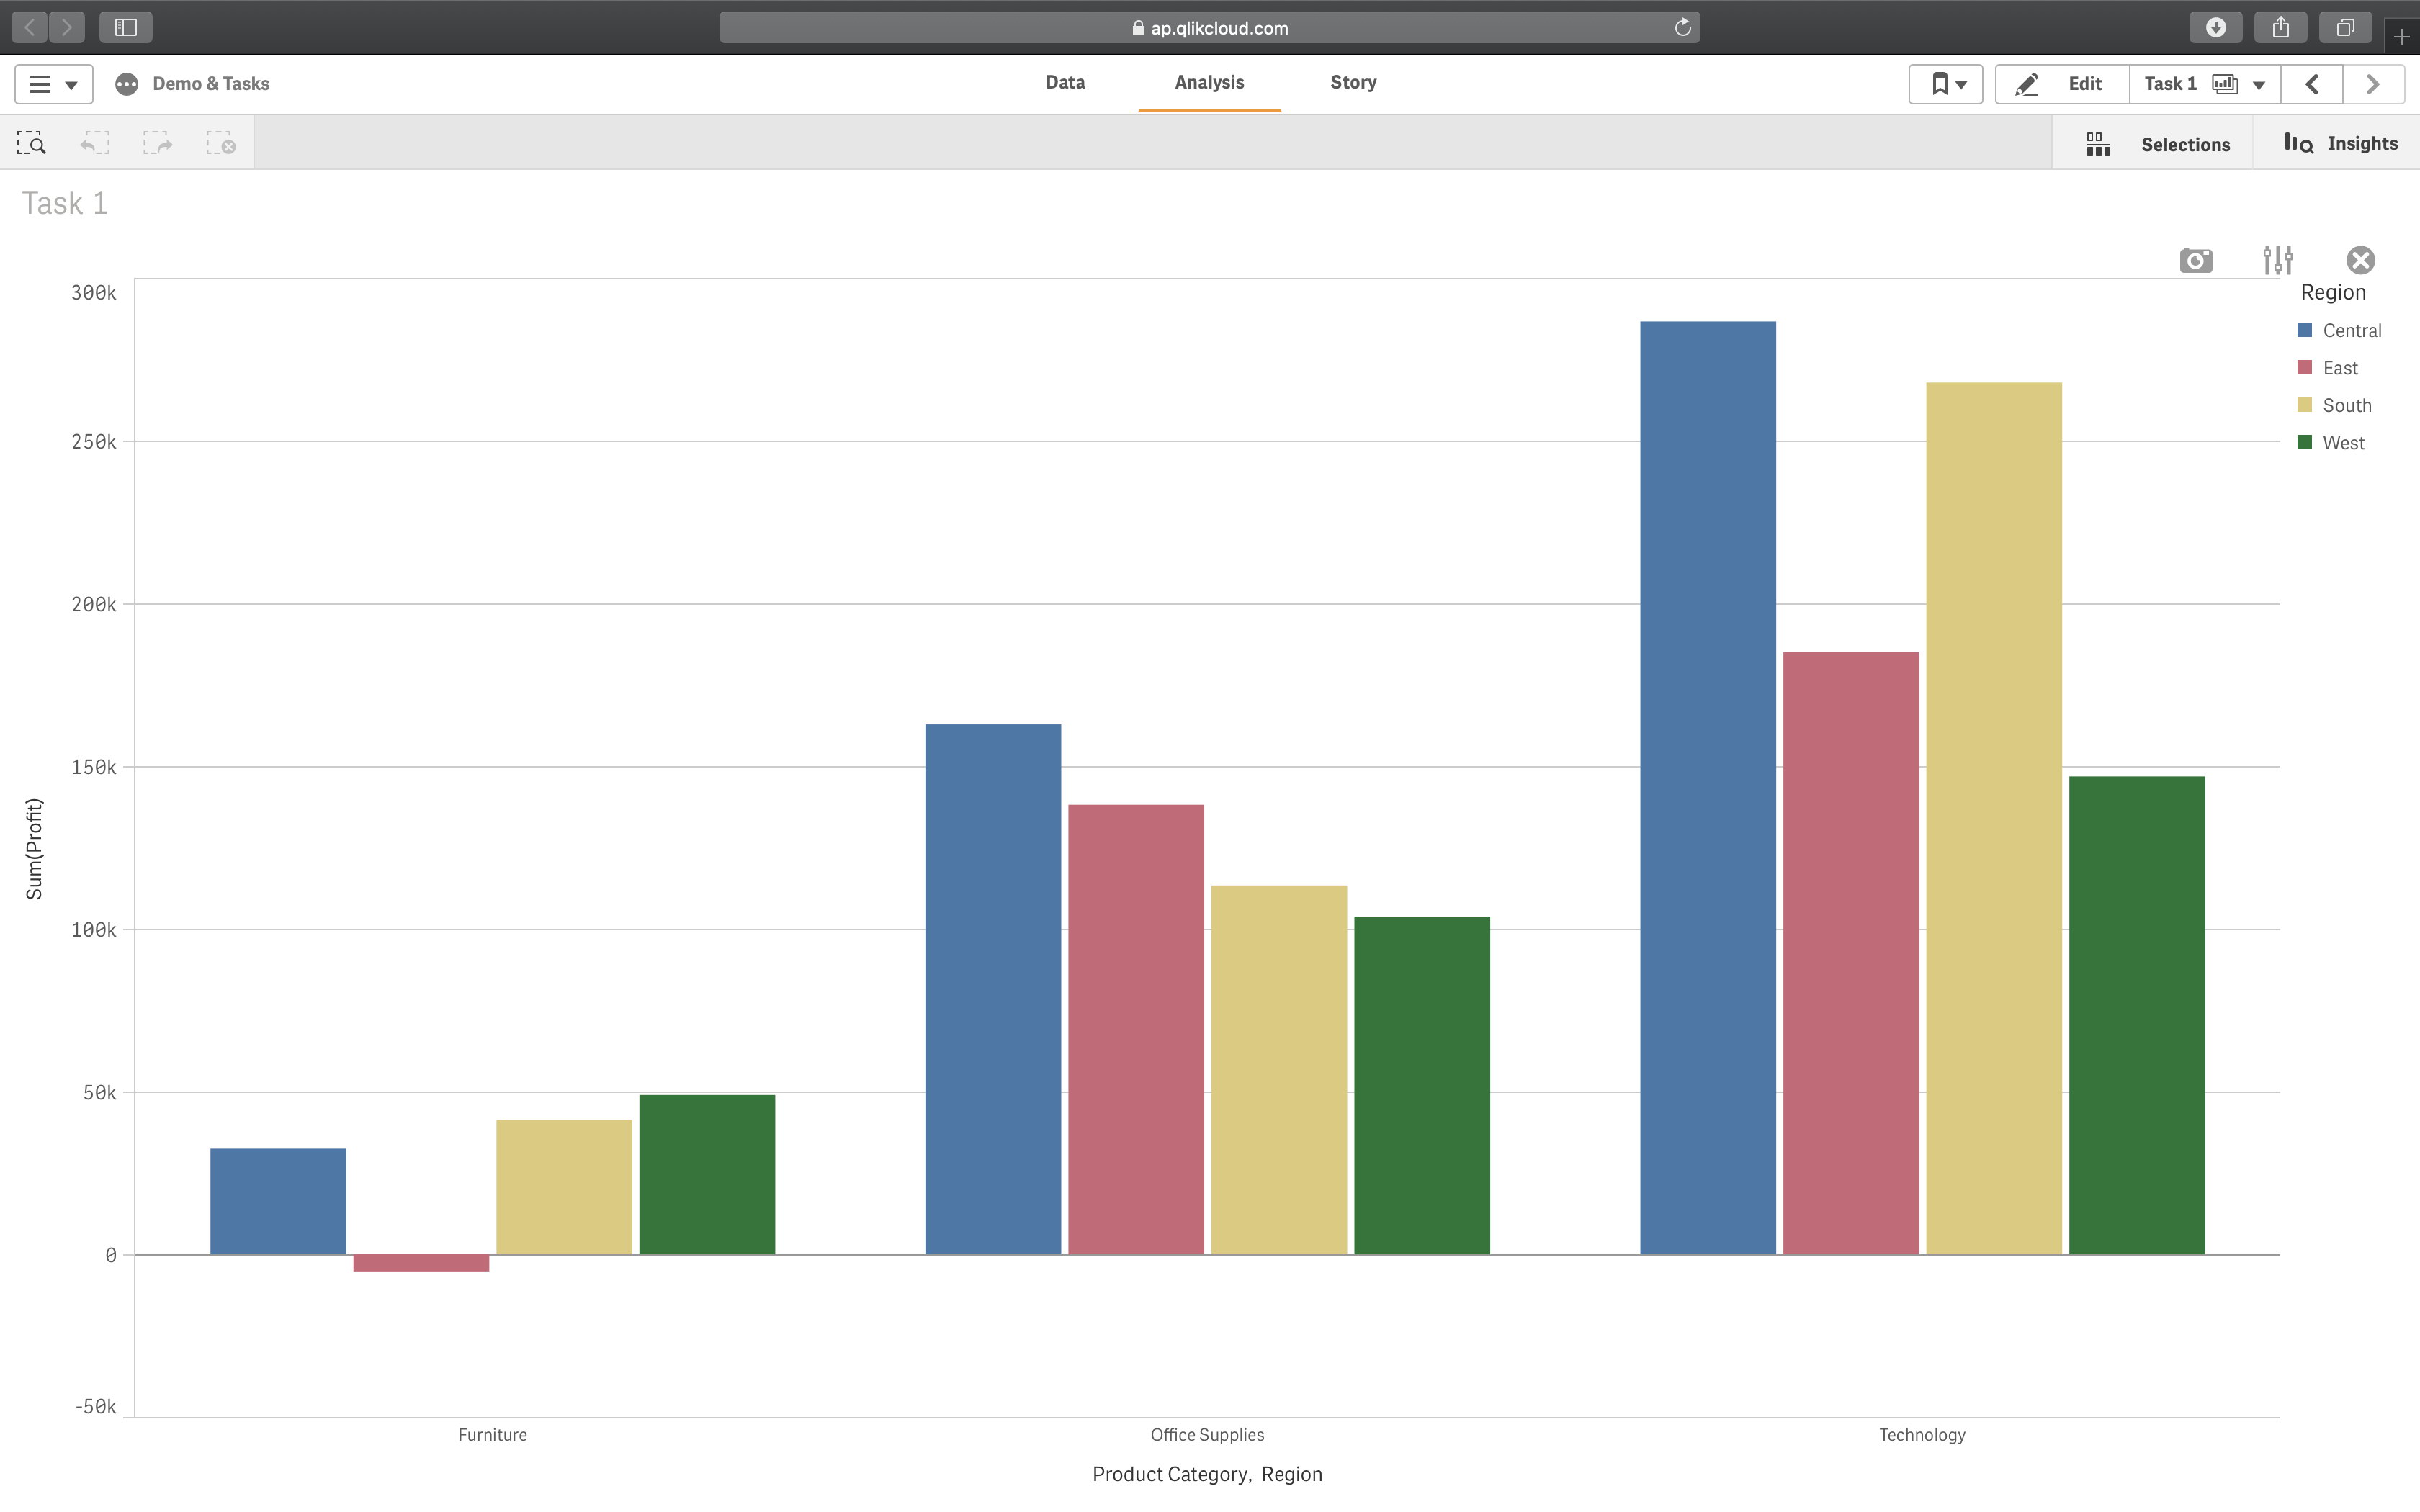 ap.qlikcloud.com
Demo & Tasks
Data
Analysis
Story
Edit
Task 1
Selections
Insights
Task 1
Region
Central
East
South
West
300k
250k
200k
150k
100k
50k
0
-50k
Sum(Profit)
Furniture
Office Supplies
Technology
Product Category, Region